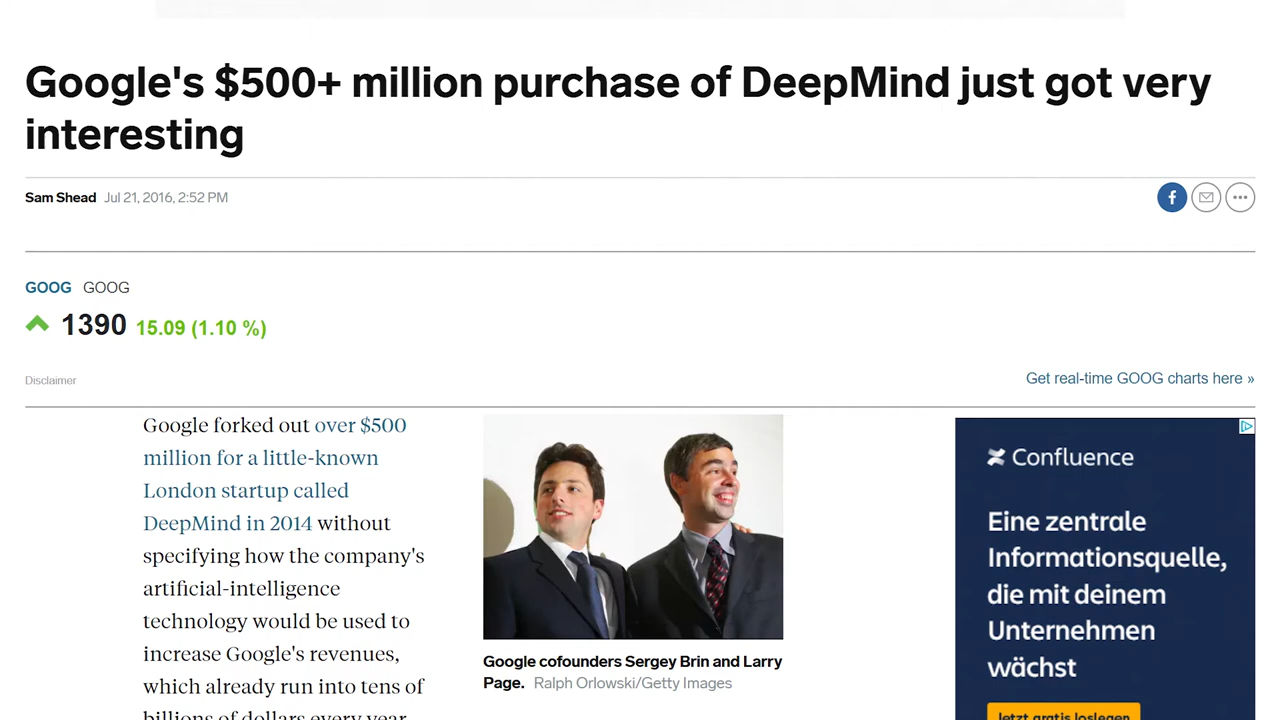 Google's $500+ million purchase of DeepMind just got very
interesting
Sam Shead Jul 21, 2016, 2:52 PM
GOOG GOOG
1390 15.09 (1.10 %)
Disclaimer
Get real-time GOOG charts here »
Google forked out over $500
million for a little-known
London startup called
DeepMind in 2014 without
specifying how the company's
artificial-intelligence
technology would be used to
increase Google's revenues,
which already run into tens of
billions of dollars every year.
Google cofounders Sergey Brin and Larry
Page. Ralph Orlowski/Getty Images
Confluence
Eine zentrale
Informationsquelle,
die mit deinem
Unternehmen
wächst
Jetzt gratis loslegen